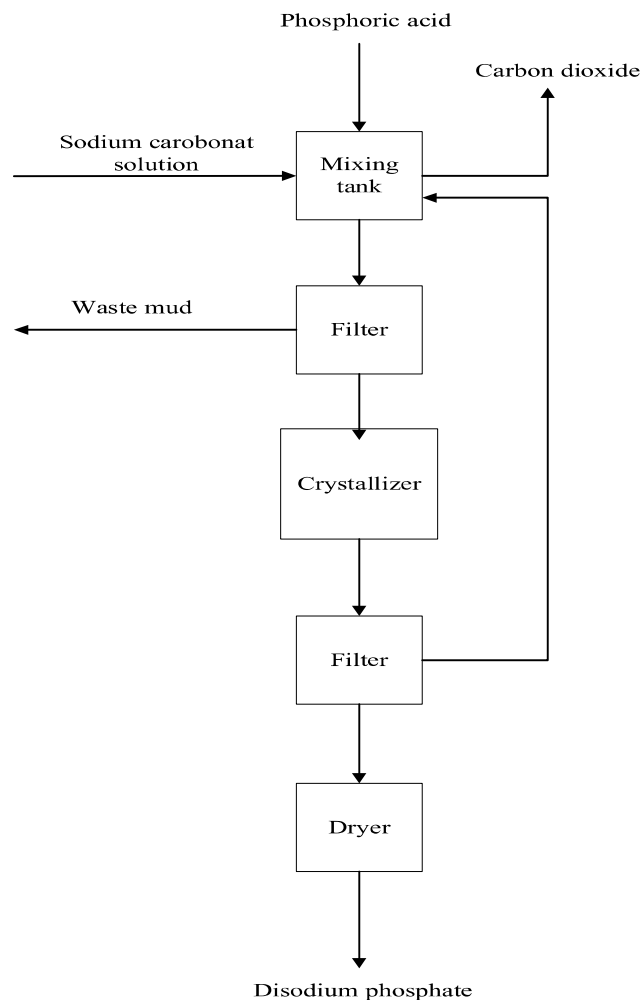 Phosphoric acid
Carbon dioxide
Sodium carobonat
solution
Mixing
tank
Waste mud
Filter
Crystallizer
Filter
Dryer
Disodium phosphate